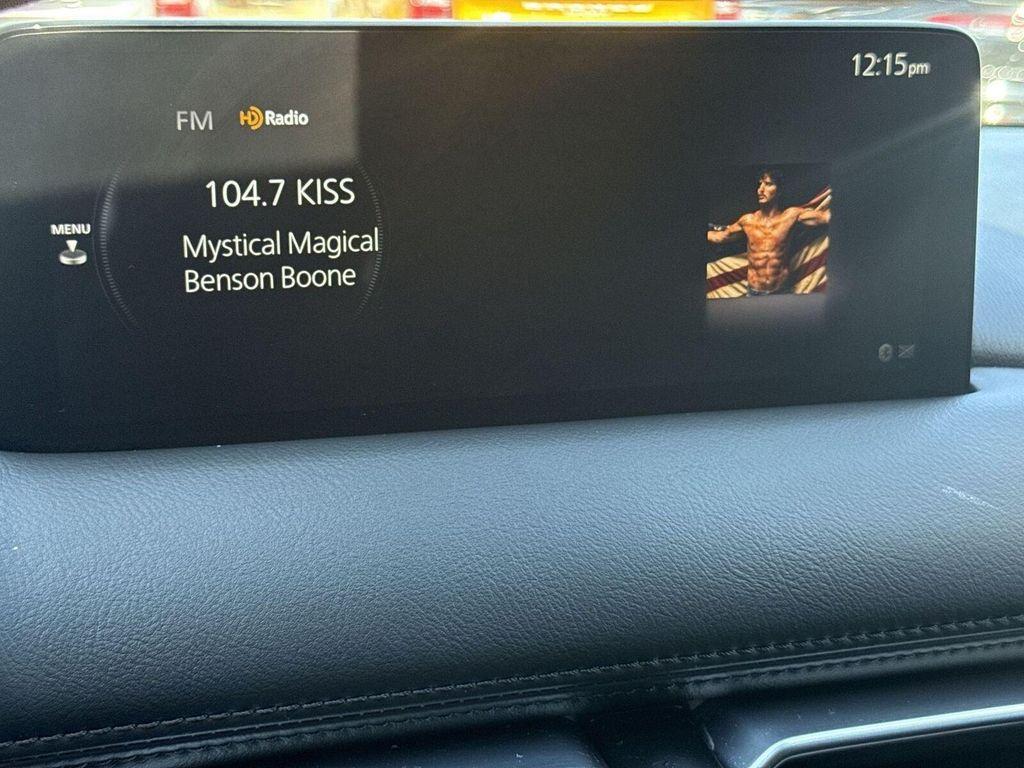 12:15pm
FM HD Radio
104.7 KISS
MENU
Mystical Magical
Benson Boone